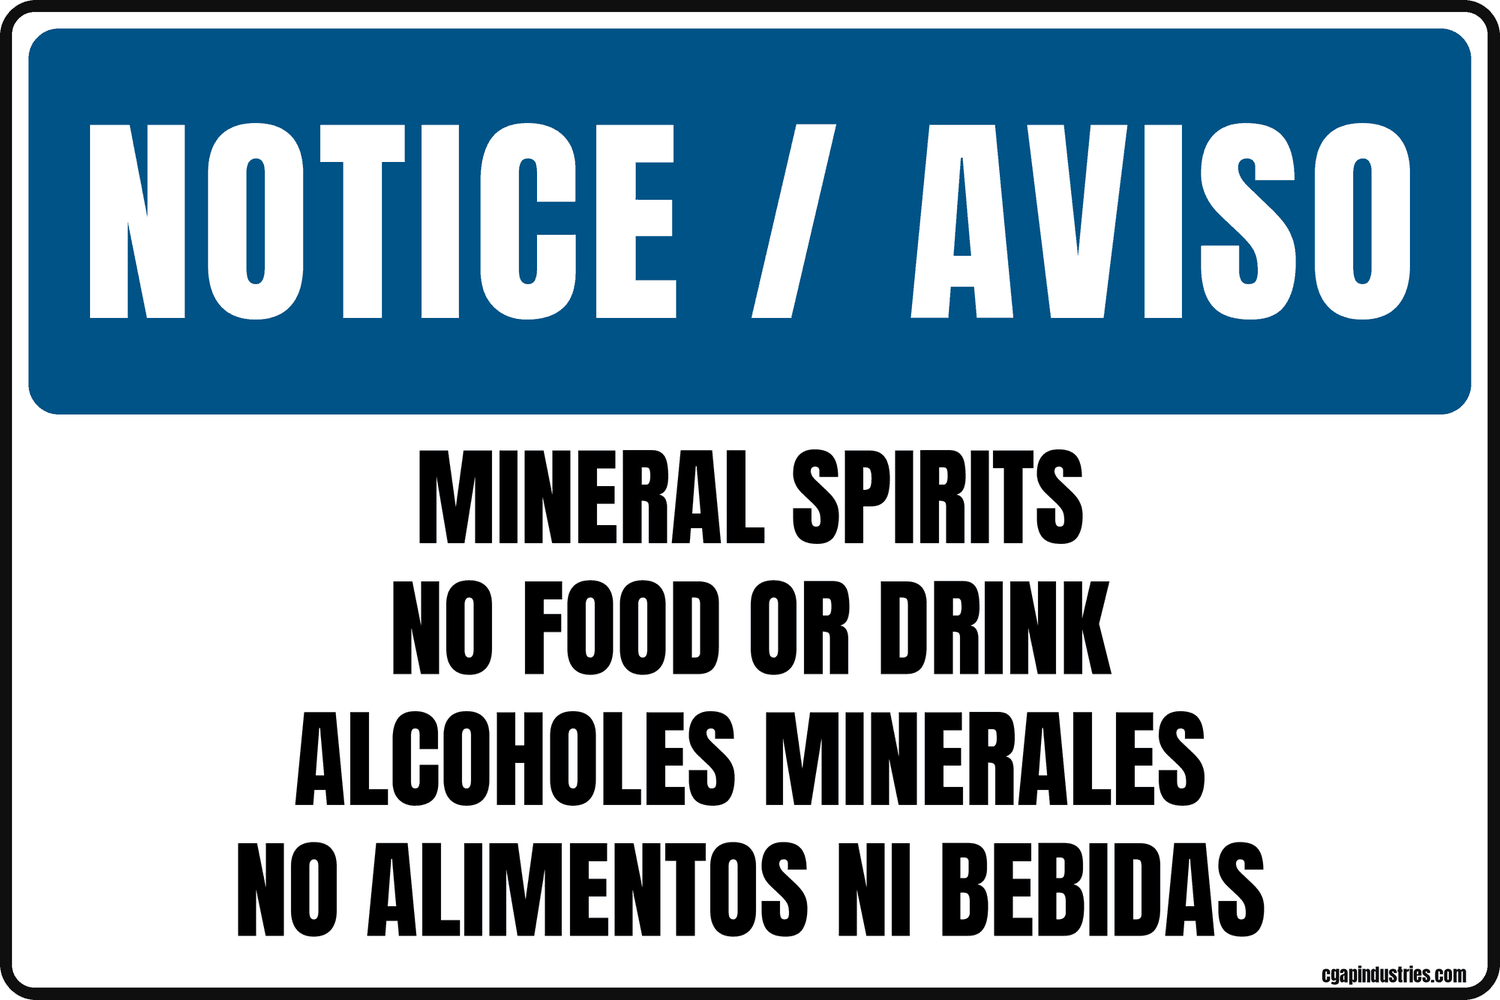 NOTICE / AVISO
MINERAL SPIRITS
NO FOOD OR DRINK
ALCOHOLES MINERALES
NO ALIMENTOS NI BEBIDAS
cgapindustries.com